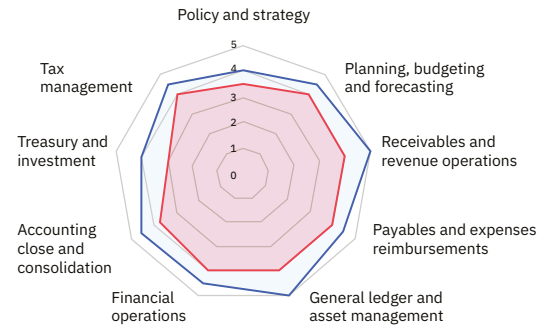 Policy and strategy
Planning, budgeting
and forecasting
Receivables and
revenue operations
Payables and expenses
reimbursements
General ledger and
asset management
Financial
operations
Accounting
close and
consolidation
Treasury and
investment
Tax
management
5
4
3
2
1
0